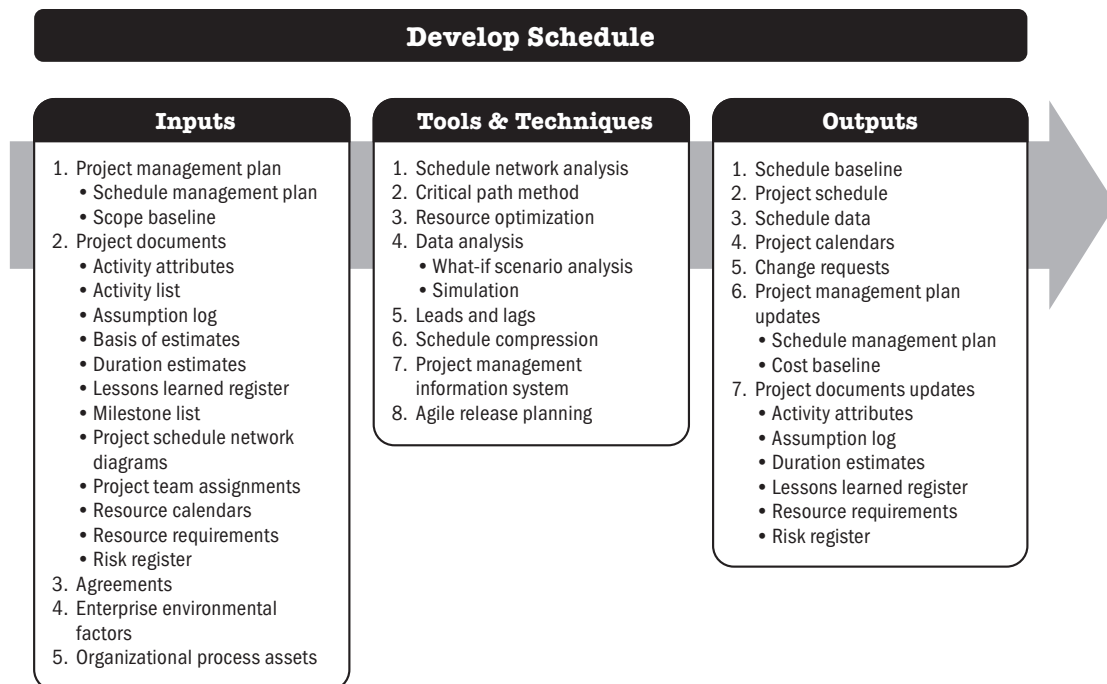 Develop Schedule
Inputs
1. Project management plan
• Schedule management plan
• Scope baseline
2. Project documents
• Activity attributes
• Activity list
• Assumption log
• Basis of estimates
• Duration estimates
• Lessons learned register
• Milestone list
• Project schedule network
diagrams
• Project team assignments
• Resource calendars
• Resource requirements
• Risk register
3. Agreements
4. Enterprise environmental
factors
5. Organizational process assets
Tools & Techniques
1. Schedule network analysis
2. Critical path method
3. Resource optimization
4. Data analysis
• What-if scenario analysis
• Simulation
5. Leads and lags
6. Schedule compression
7. Project management
information system
8. Agile release planning
Outputs
1. Schedule baseline
2. Project schedule
3. Schedule data
4. Project calendars
5. Change requests
6. Project management plan
updates
• Schedule management plan
• Cost baseline
7. Project documents updates
• Activity attributes
• Assumption log
• Duration estimates
• Lessons learned register
• Resource requirements
• Risk register